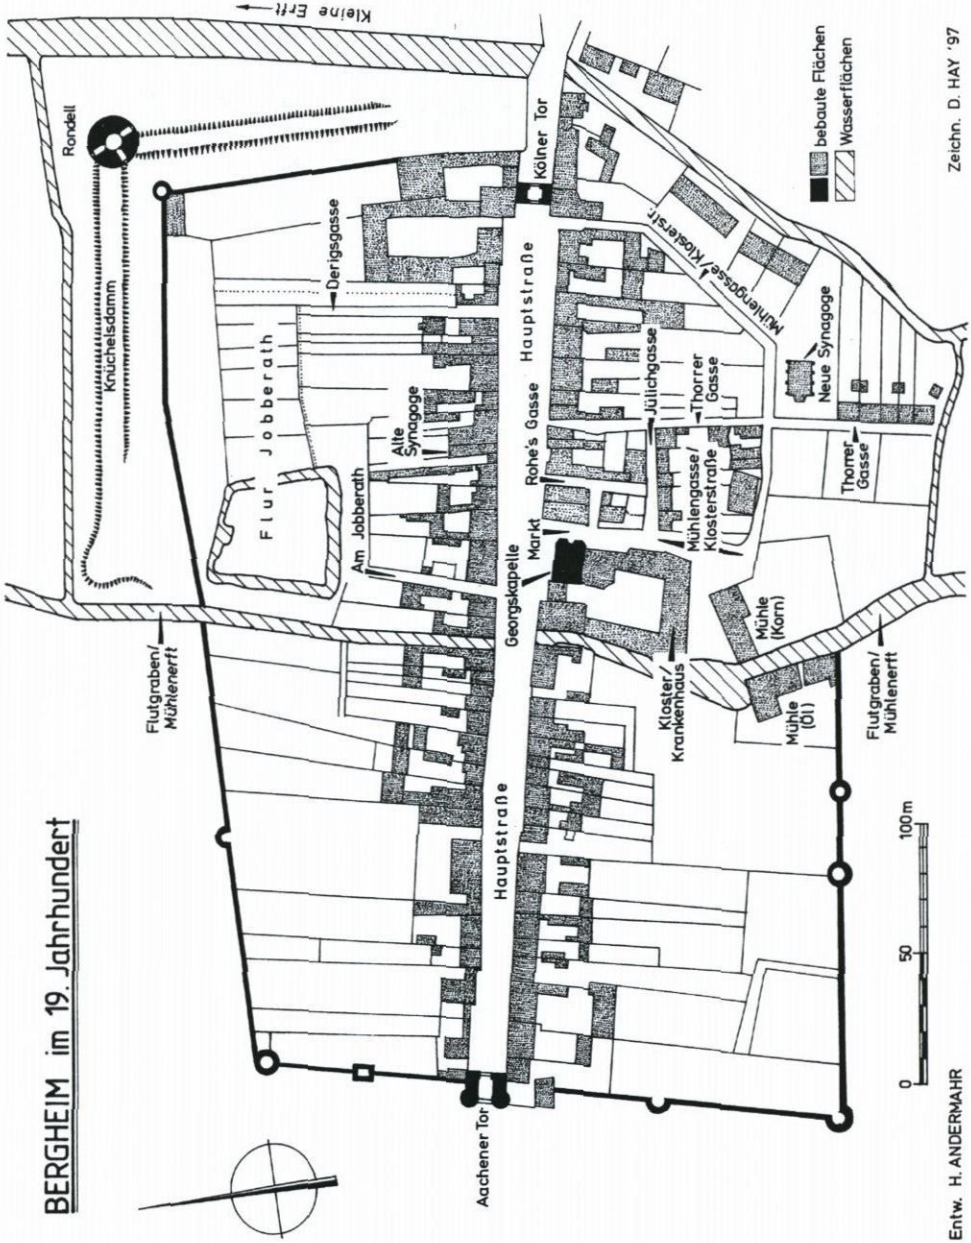 BERGHEIM im 19. Jahrhundert
Kleine Erft
Rondell
Knüchelsdamm
Flutgraben/
Mühlenerft
Flur Jobberath
Derigsgasse
Am Jobberath
Alte
Synagoge
Kölner Tor
Aachener Tor
Hauptstraße
Hauptstraße
Georgskapelle
Markt
Rohe's Gasse
Jülichgasse
Thorrer
Gasse
Mühlengasse/Klosterstr.
Mühlengasse/
Klosterstraße
Neue Synagoge
Thorrer
Gasse
Kloster/
Krankenhaus
Mühle
(Korn)
Mühle
(Öl)
Flutgraben/
Mühlenerft
bebaute Flächen
Wasserflächen
0 50 100m
Entw. H. ANDERMAHR
Zeichn. D. HAY '97